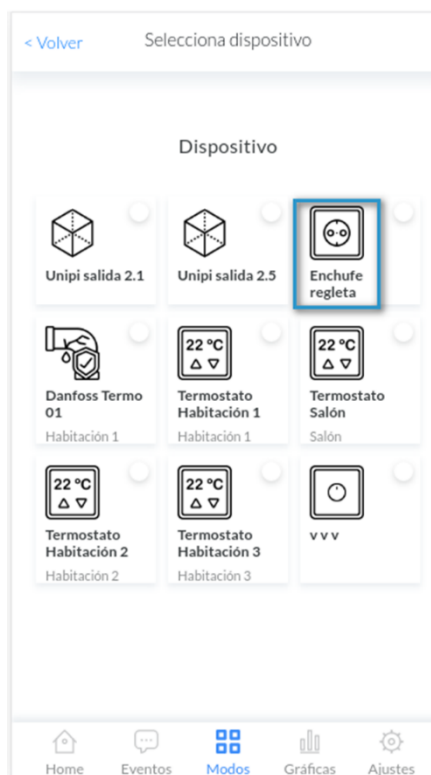 < Volver
Selecciona dispositivo
Dispositivo
Unipi salida 2.1
Unipi salida 2.5
Enchufe
regleta
22 ºC
22 ºC
Danfoss Termo
01
Habitación 1
Termostato
Habitación 1
Habitación 1
Termostato
Salón
Salón
22 ºC
22 ºC
Termostato
Habitación 2
Habitación 2
Termostato
Habitación 3
Habitación 3
v v v
Home
Eventos
Modos
Gráficas
Ajustes